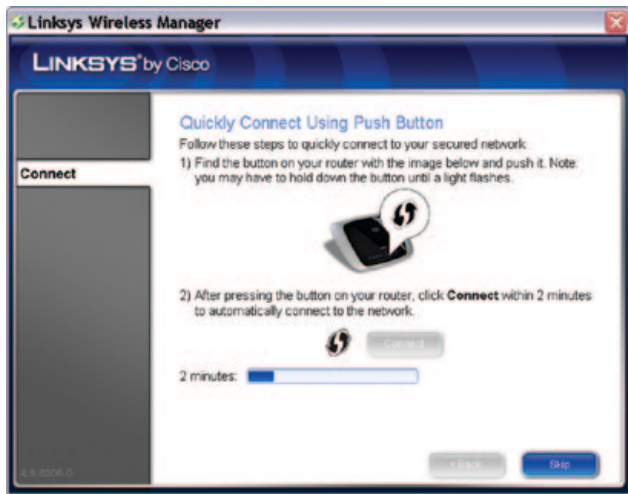 Linksys Wireless Manager
LINKSYS® by Cisco
Quickly Connect Using Push Button
Follow these steps to quickly connect to your secured network
Connect
1) Find the button on your router with the image below and push it. Note:
you may have to hold down the button until a light flashes.
2) After pressing the button on your router, click Connect within 2 minutes
to automatically connect to the network.
Connect
2 minutes:
< Back
Skip